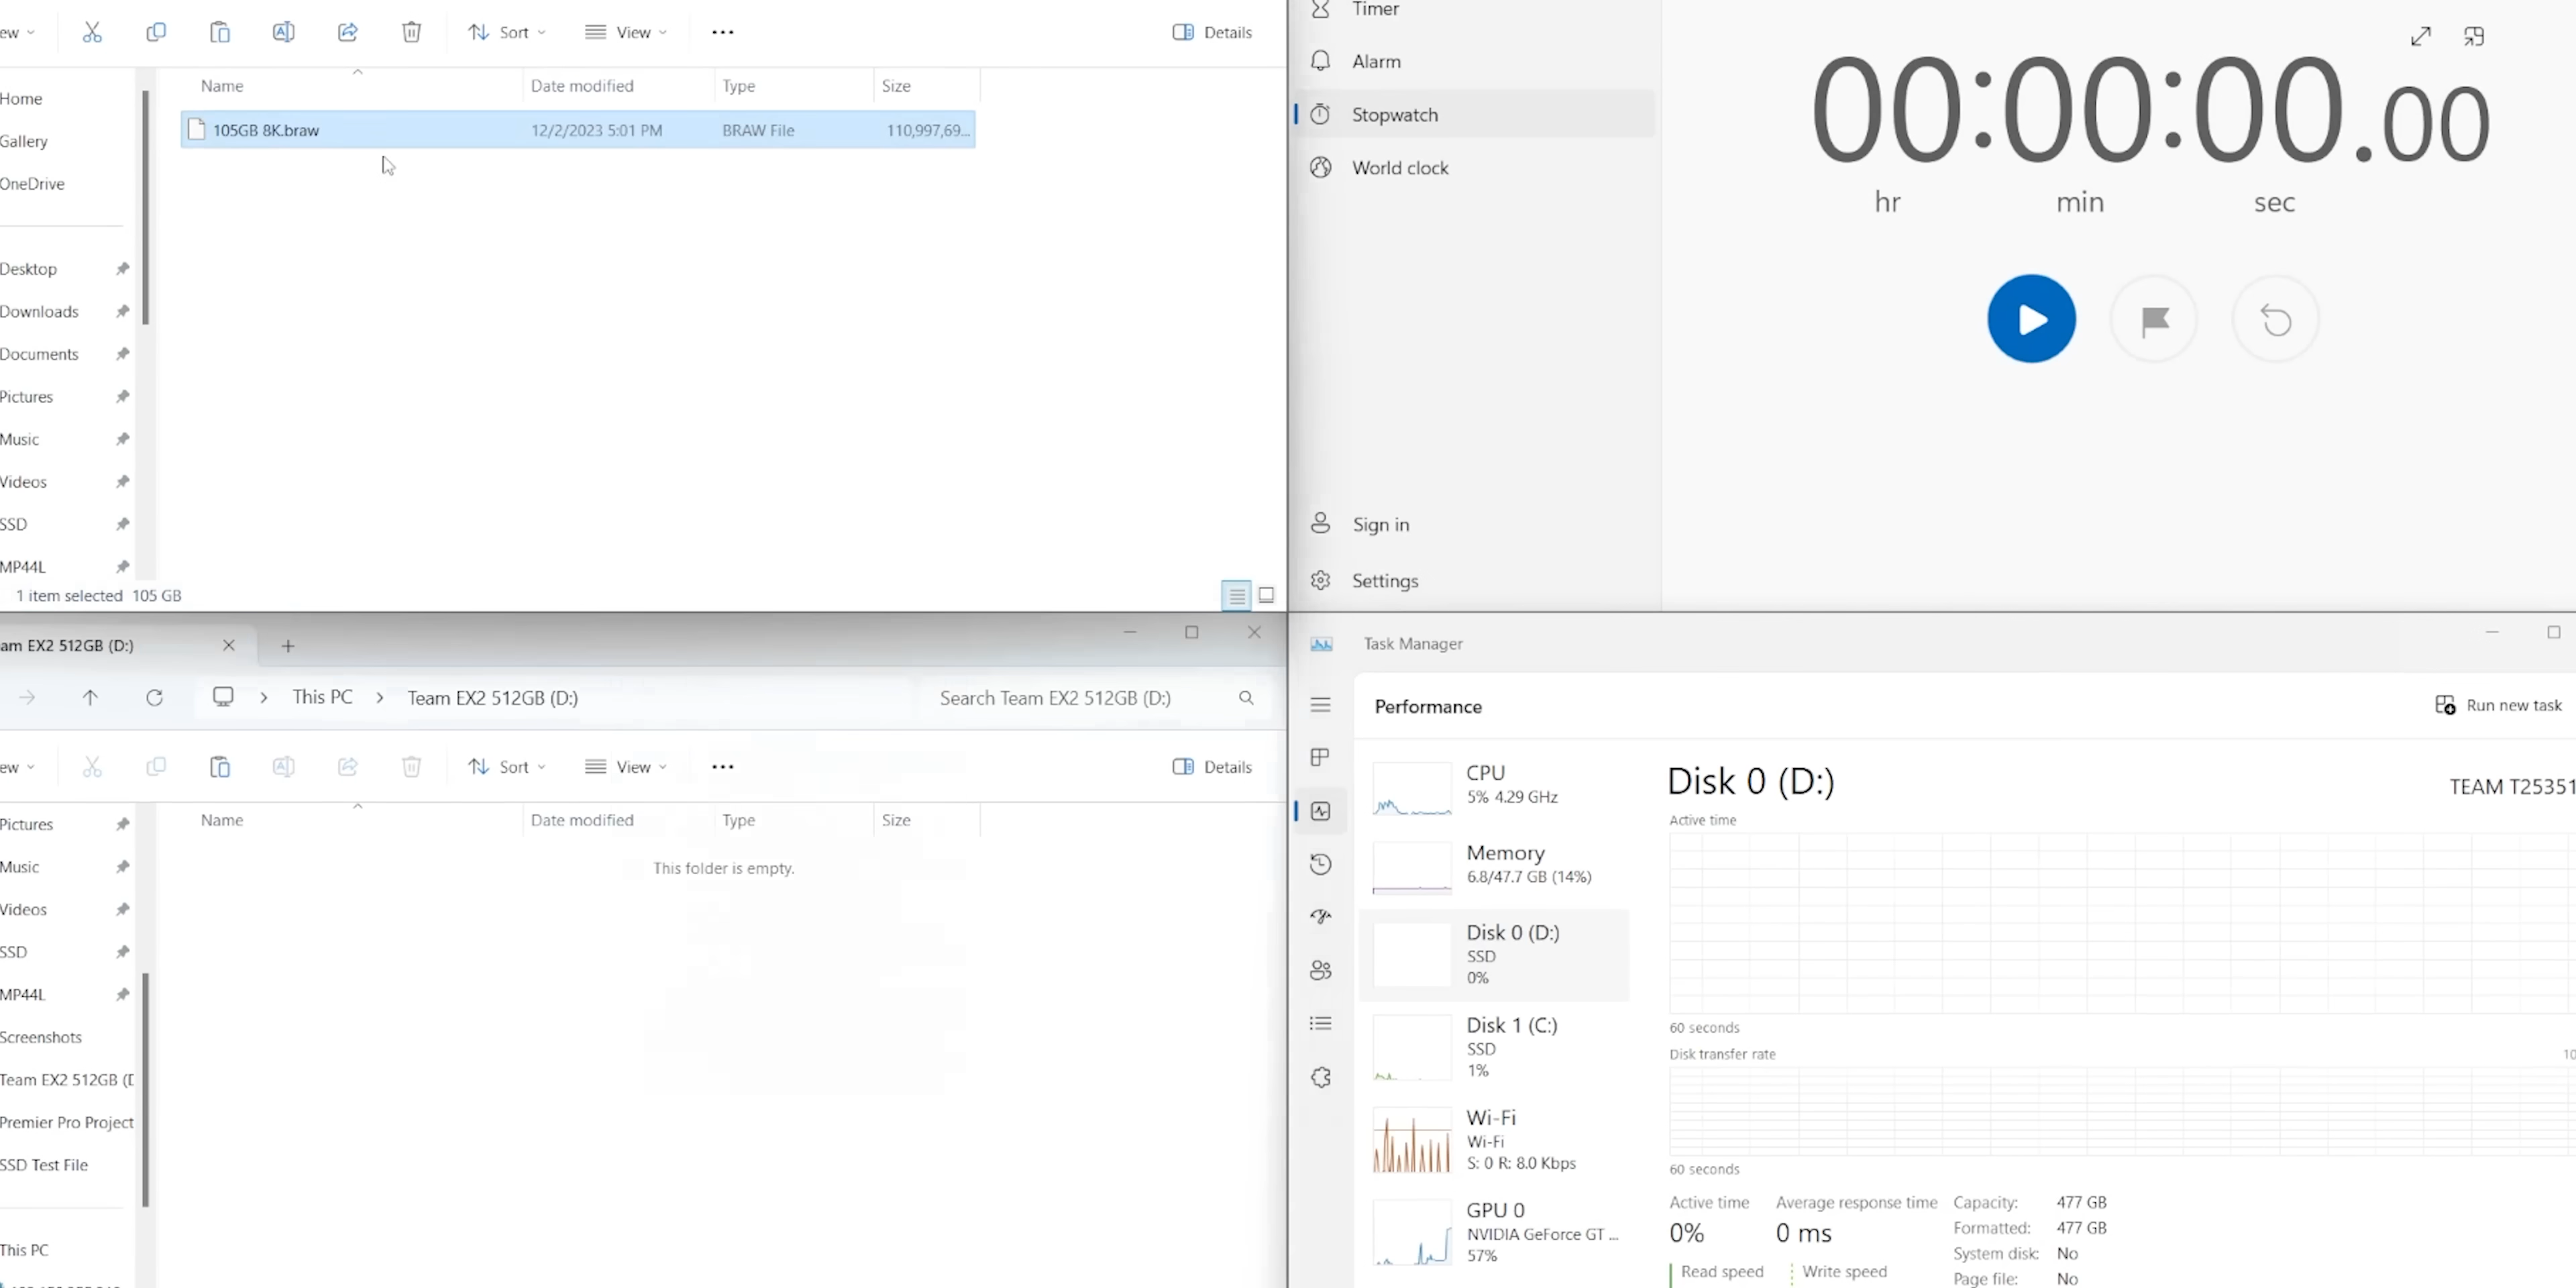 ew
Sort
View
Details
Name
Date modified
Type
Size
105GB 8K.braw
12/2/2023 5:01 PM
BRAW File
110,997,69...
Home
Gallery
OneDrive
Desktop
Downloads
Documents
Pictures
Music
Videos
SSD
MP44L
1 item selected 105 GB
Timer
Alarm
Stopwatch
World clock
Sign in
Settings
00:00:00.00
hr min sec
am EX2 512GB (D:)
This PC > Team EX2 512GB (D:)
Search Team EX2 512GB (D:)
ew
Sort
View
Details
Name
Date modified
Type
Size
This folder is empty.
Pictures
Music
Videos
SSD
MP44L
Screenshots
Team EX2 512GB (D
Premier Pro Project
SSD Test File
This PC
Task Manager
Performance
Run new task
CPU
5% 4.29 GHz
Memory
6.8/47.7 GB (14%)
Disk 0 (D:)
SSD
0%
Disk 1 (C:)
SSD
1%
Wi-Fi
Wi-Fi
S: 0 R: 8.0 Kbps
GPU 0
NVIDIA GeForce GT ...
57%
Disk 0 (D:)
TEAM T25351
Active time
60 seconds
Disk transfer rate
10
60 seconds
Active time
0%
Average response time
0 ms
Capacity: 477 GB
Formatted: 477 GB
System disk: No
Page file: No
Read speed
Write speed